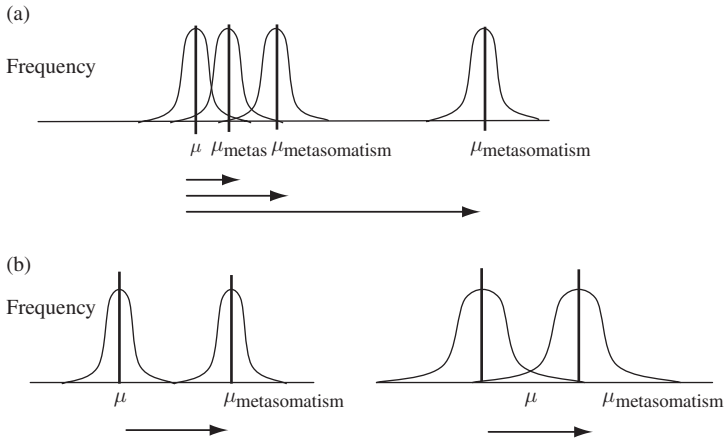 (a)
Frequency
μ μmetas μmetasomatism μmetasomatism
(b)
Frequency
μ μmetasomatism μ μmetasomatism